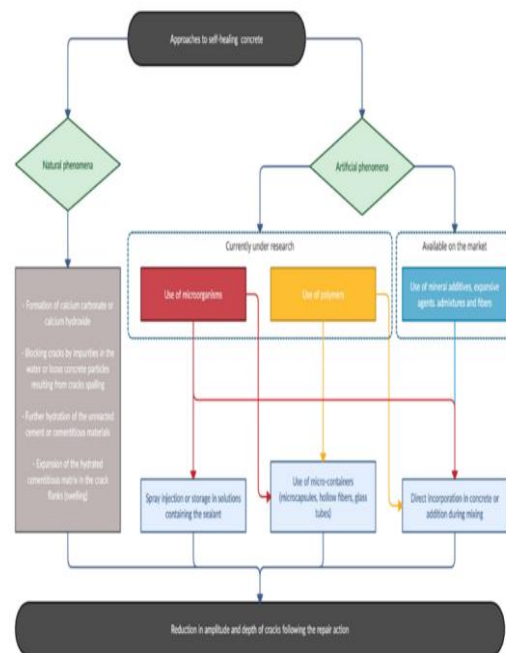 Approaches to self-healing concrete
Natural phenomena
Artificial phenomena
Currently under research
Available on the market
Use of microorganisms
Use of polymers
Use of mineral additives, expansive
agents, admixtures and fibers
- Formation of calcium carbonate or
calcium hydroxide
- Blocking cracks by impurities in the
water or loose concrete particles
resulting from cracks spalling
- Further hydration of the unreacted
cement or cementitious materials
- Expansion of the hydrated
cementitious matrix in the crack
flanks (swelling)
Spray injection or storage in solutions
containing the sealant
Use of micro-containers
(microcapsules, hollow fibers, glass
tubes)
Direct incorporation in concrete or
addition during mixing
Reduction in amplitude and depth of cracks following the repair action